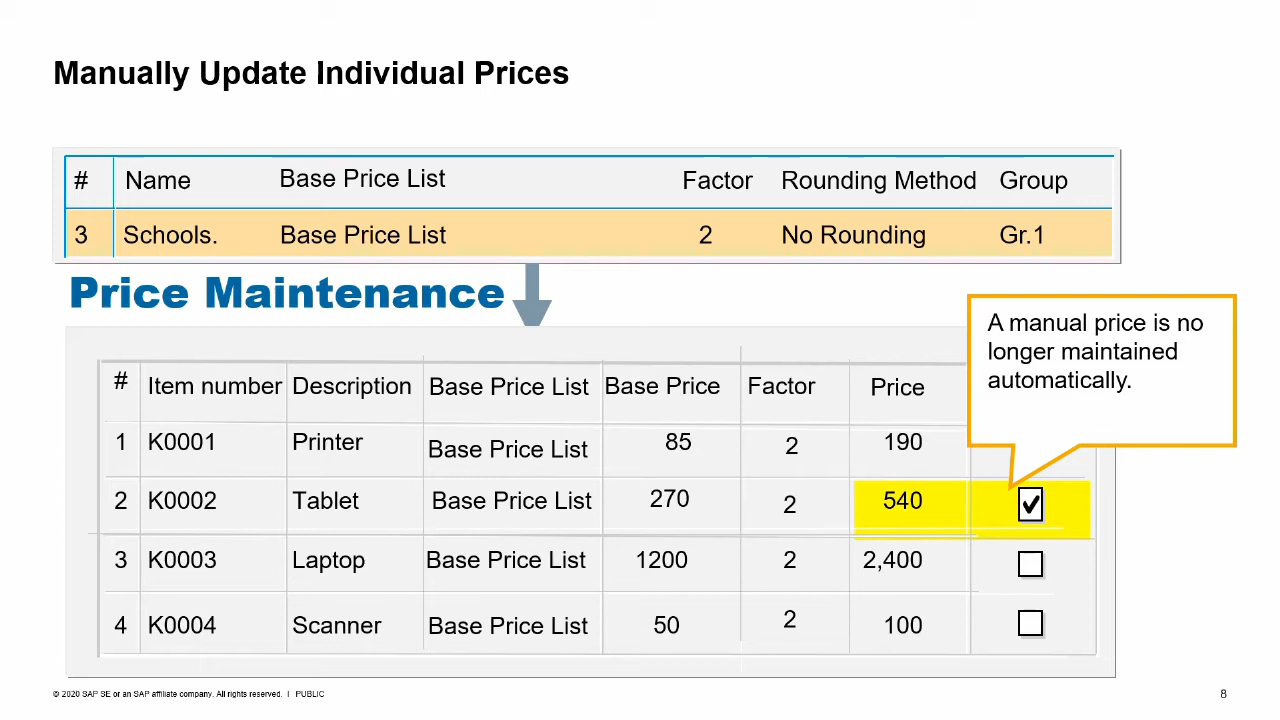 Manually Update Individual Prices
# Name Base Price List Factor Rounding Method Group
3 Schools. Base Price List 2 No Rounding Gr.1
Price Maintenance
A manual price is no
longer maintained
automatically.
# Item number Description Base Price List Base Price Factor Price
1 K0001 Printer Base Price List 85 2 190
2 K0002 Tablet Base Price List 270 2 540
3 K0003 Laptop Base Price List 1200 2 2,400
4 K0004 Scanner Base Price List 50 2 100
© 2020 SAP SE or an SAP affiliate company. All rights reserved. I PUBLIC
8